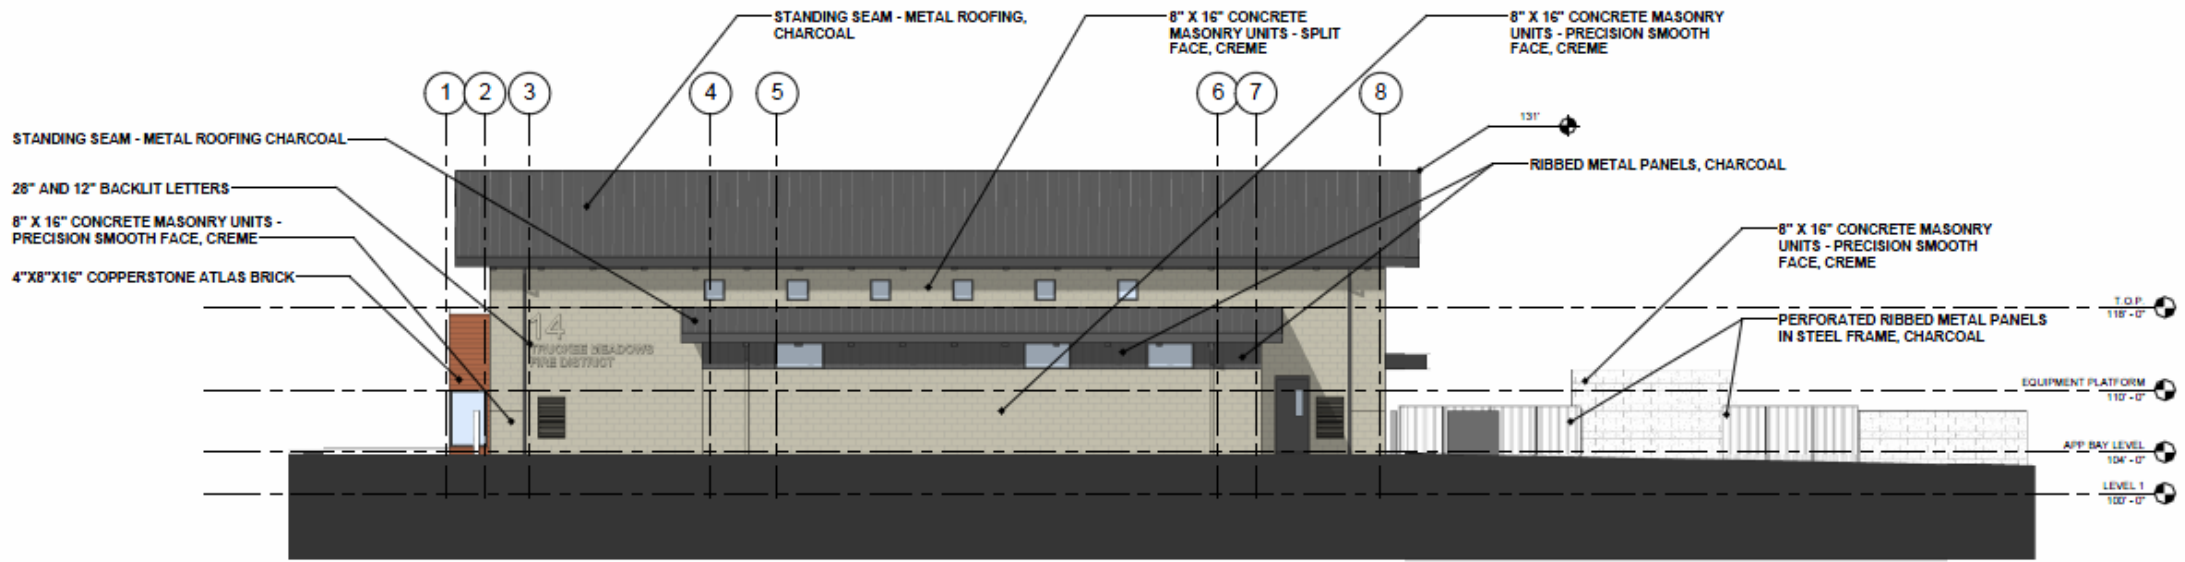 STANDING SEAM - METAL ROOFING,
CHARCOAL
8" X 16" CONCRETE
MASONRY UNITS - SPLIT
FACE, CREME
8" X 16" CONCRETE MASONRY
UNITS - PRECISION SMOOTH
FACE, CREME
1 2 3 4 5 6 7 8
131'
STANDING SEAM - METAL ROOFING CHARCOAL
RIBBED METAL PANELS, CHARCOAL
28" AND 12" BACKLIT LETTERS
8" X 16" CONCRETE MASONRY UNITS -
PRECISION SMOOTH FACE, CREME
8" X 16" CONCRETE MASONRY
UNITS - PRECISION SMOOTH
FACE, CREME
4"X8"X16" COPPERSTONE ATLAS BRICK
T.O.P.
118' - 0"
14
TRUCKEE MEADOWS
FIRE DISTRICT
PERFORATED RIBBED METAL PANELS
IN STEEL FRAME, CHARCOAL
EQUIPMENT PLATFORM
110' - 0"
APP BAY LEVEL
104' - 0"
LEVEL 1
100' - 0"